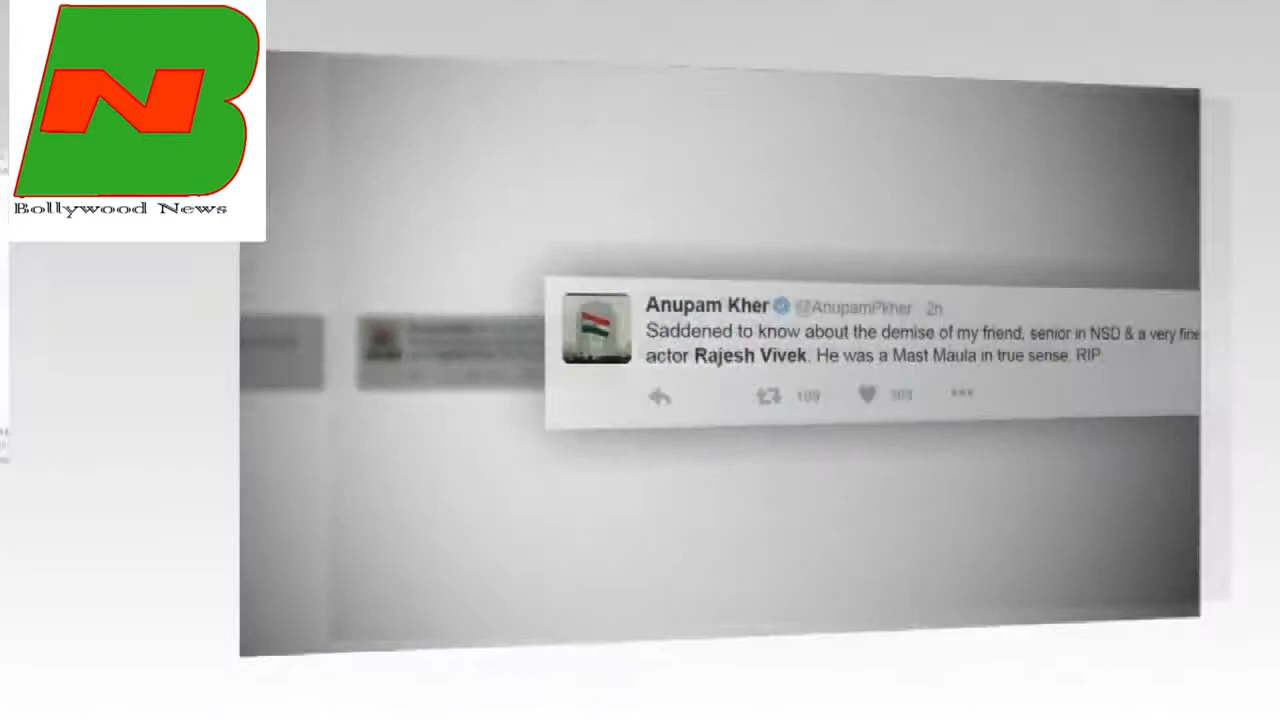 Bollywood News
Anupam Kher @AnupamPkher 2h
Saddened to know about the demise of my friend, senior in NSD & a very fine
actor Rajesh Vivek. He was a Mast Maula in true sense. RIP